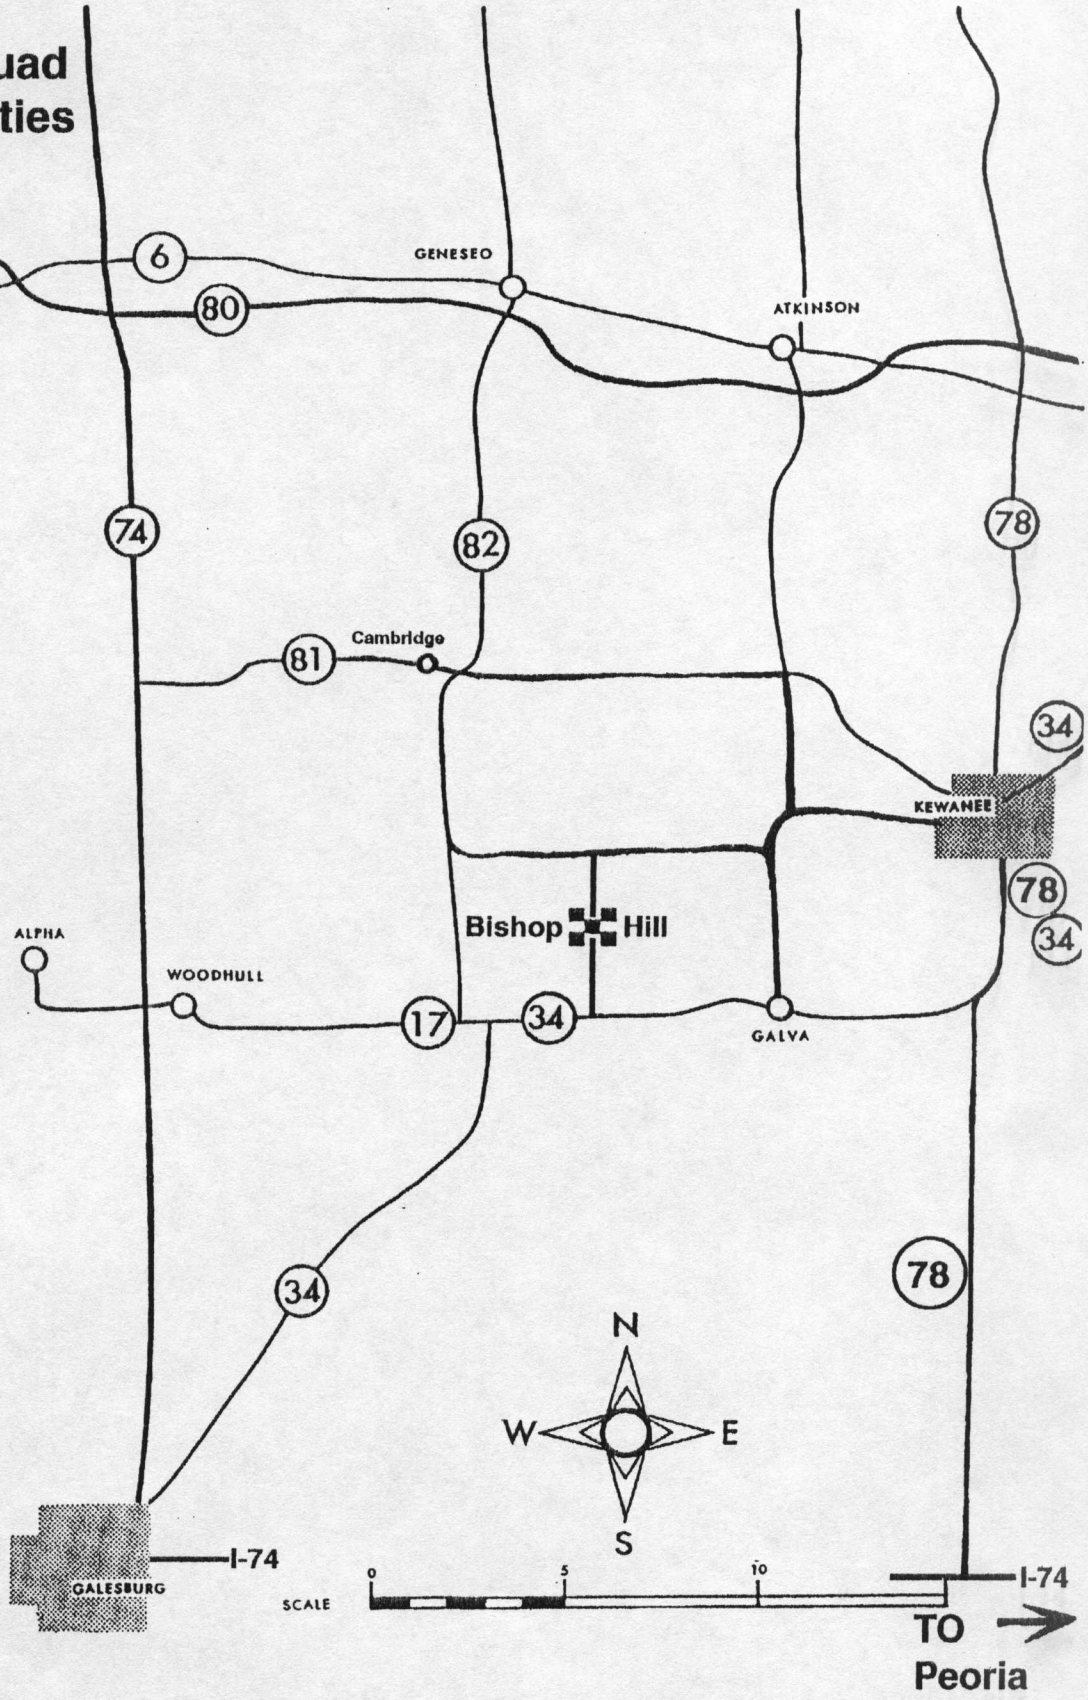 uad
ties
6
GENESEO
80
ATKINSON
74
82
78
81
Cambridge
34
KEWANEE
78
34
Bishop Hill
ALPHA
WOODHULL
17
34
GALVA
34
78
N
W E
S
I-74
GALESBURG
SCALE
0 5 10
I-74
TO
Peoria